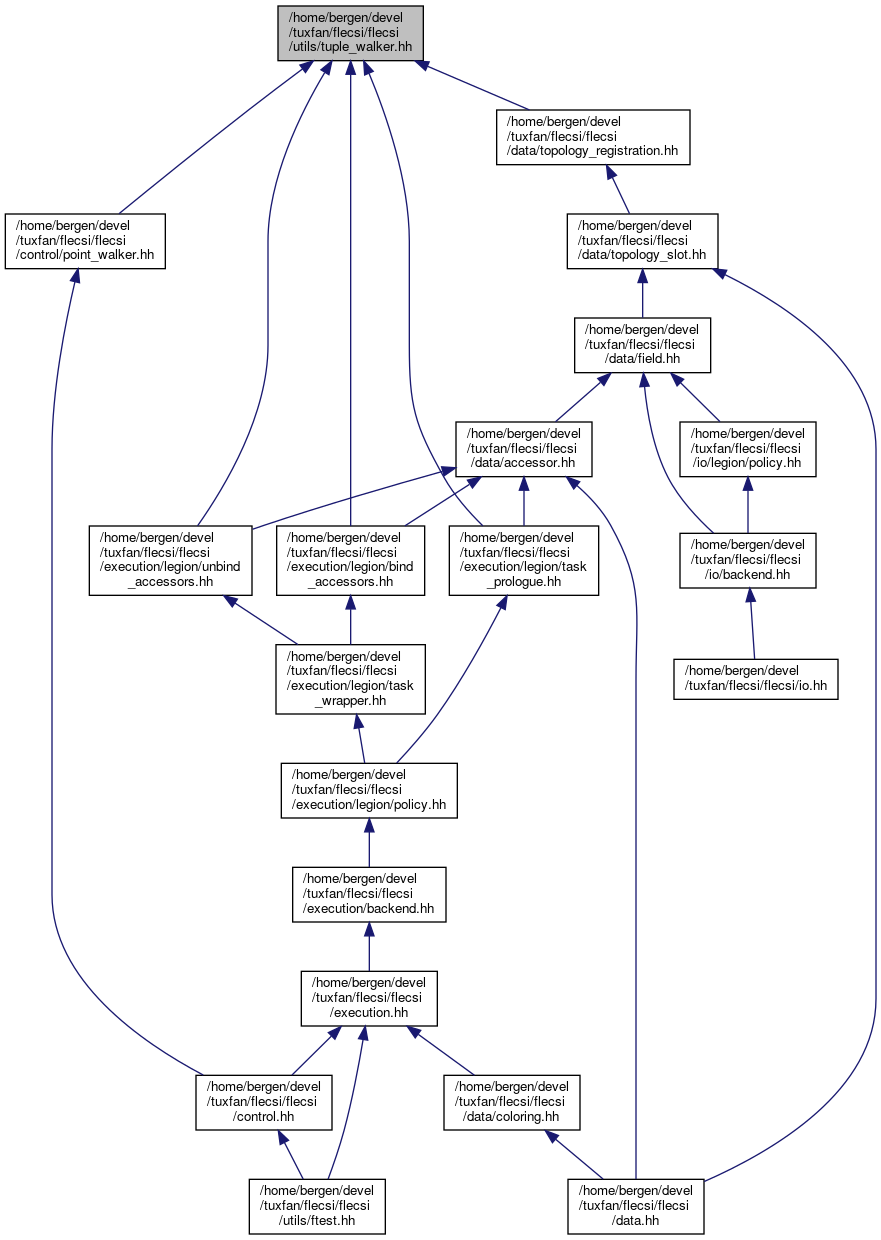 /home/bergen/devel
/tuxfan/flecsi/flecsi
/utils/tuple_walker.hh
/home/bergen/devel
/tuxfan/flecsi/flecsi
/data/topology_registration.hh
/home/bergen/devel
/tuxfan/flecsi/flecsi
/control/point_walker.hh
/home/bergen/devel
/tuxfan/flecsi/flecsi
/data/topology_slot.hh
/home/bergen/devel
/tuxfan/flecsi/flecsi
/data/field.hh
/home/bergen/devel
/tuxfan/flecsi/flecsi
/data/accessor.hh
/home/bergen/devel
/tuxfan/flecsi/flecsi
/io/legion/policy.hh
/home/bergen/devel
/tuxfan/flecsi/flecsi
/execution/legion/unbind
_accessors.hh
/home/bergen/devel
/tuxfan/flecsi/flecsi
/execution/legion/bind
_accessors.hh
/home/bergen/devel
/tuxfan/flecsi/flecsi
/execution/legion/task
_prologue.hh
/home/bergen/devel
/tuxfan/flecsi/flecsi
/io/backend.hh
/home/bergen/devel
/tuxfan/flecsi/flecsi
/execution/legion/task
_wrapper.hh
/home/bergen/devel
/tuxfan/flecsi/flecsi/io.hh
/home/bergen/devel
/tuxfan/flecsi/flecsi
/execution/legion/policy.hh
/home/bergen/devel
/tuxfan/flecsi/flecsi
/execution/backend.hh
/home/bergen/devel
/tuxfan/flecsi/flecsi
/execution.hh
/home/bergen/devel
/tuxfan/flecsi/flecsi
/control.hh
/home/bergen/devel
/tuxfan/flecsi/flecsi
/data/coloring.hh
/home/bergen/devel
/tuxfan/flecsi/flecsi
/utils/ftest.hh
/home/bergen/devel
/tuxfan/flecsi/flecsi
/data.hh